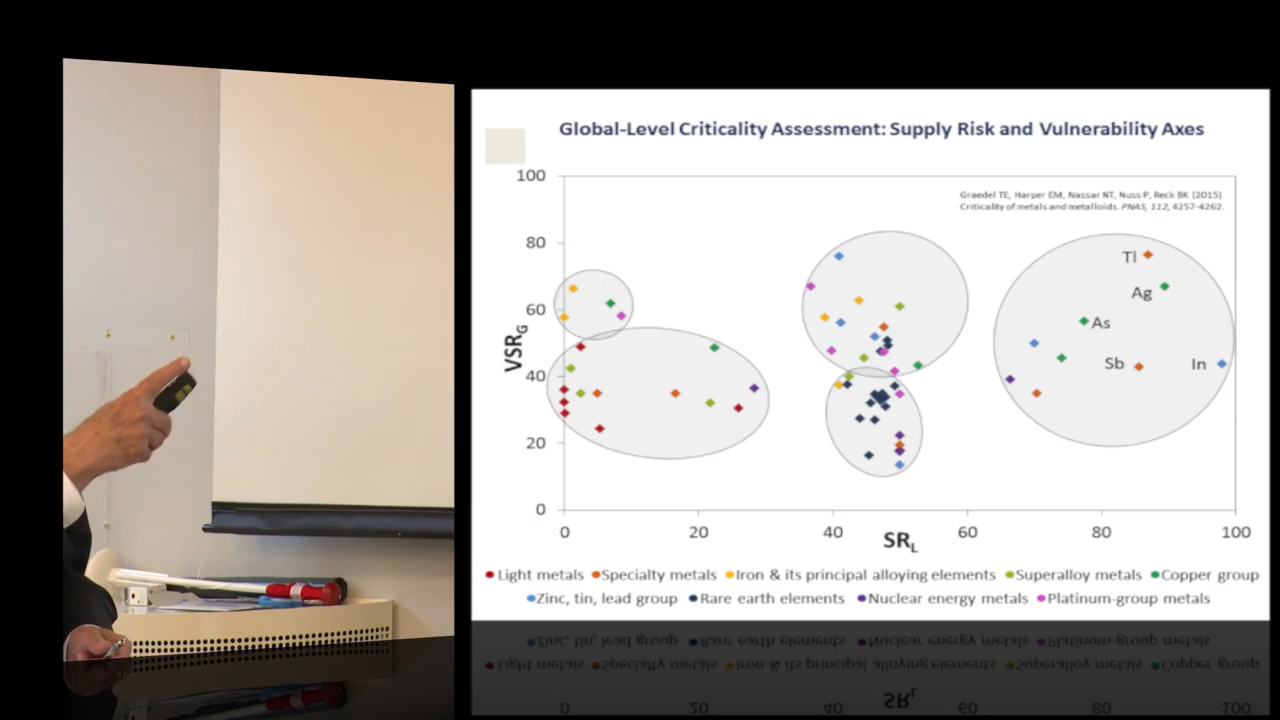 Global-Level Criticality Assessment: Supply Risk and Vulnerability Axes
Graedel TE, Harper EM, Nassar NT, Nuss P, Reck BK (2015)
Criticality of metals and metalloids. PNAS, 112, 4257-4262.
100
80
60
40
20
0
VSRG
Tl
Ag
As
Sb
In
0 20 40 60 80 100
SRL
Light metals Specialty metals Iron & its principal alloying elements Superalloy metals Copper group
Zinc, tin, lead group Rare earth elements Nuclear energy metals Platinum-group metals